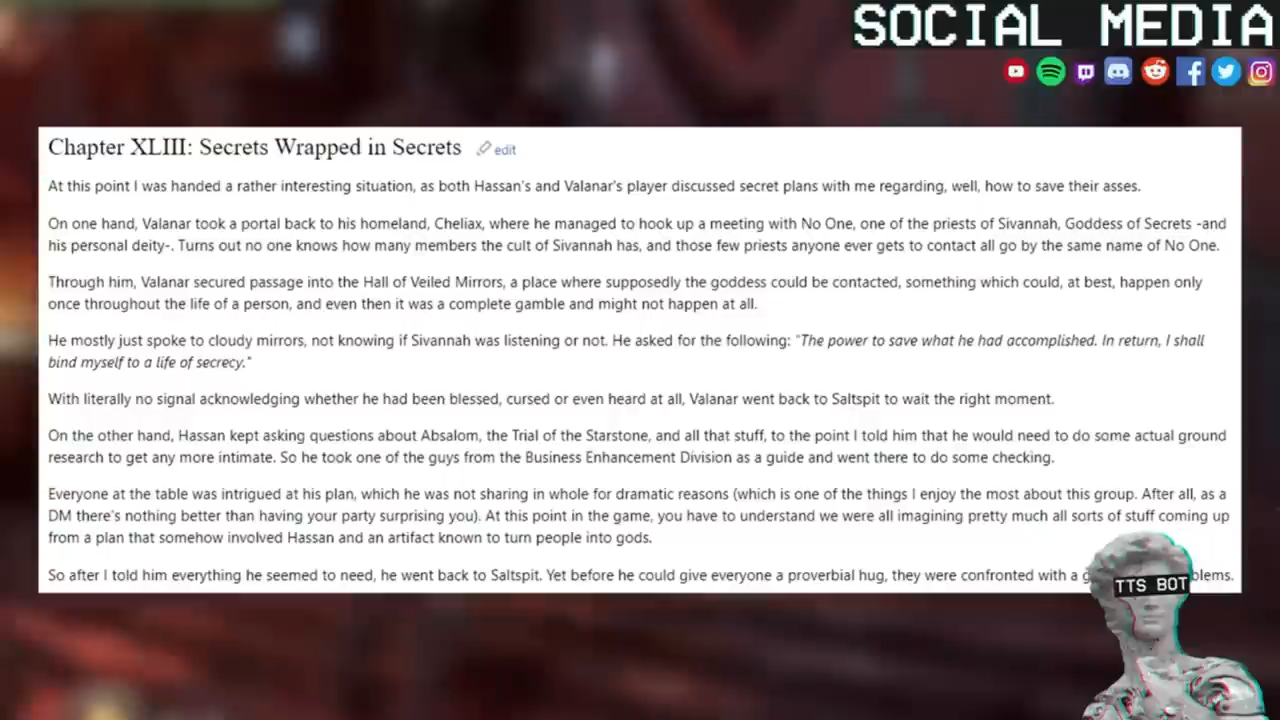 SOCIAL MEDIA
Chapter XLIII: Secrets Wrapped in Secrets edit
At this point I was handed a rather interesting situation, as both Hassan's and Valanar's player discussed secret plans with me regarding, well, how to save their asses.
On one hand, Valanar took a portal back to his homeland, Cheliax, where he managed to hook up a meeting with No One, one of the priests of Sivannah, Goddess of Secrets -and
his personal deity-. Turns out no one knows how many members the cult of Sivannah has, and those few priests anyone ever gets to contact all go by the same name of No One.
Through him, Valanar secured passage into the Hall of Veiled Mirrors, a place where supposedly the goddess could be contacted, something which could, at best, happen only
once throughout the life of a person, and even then it was a complete gamble and might not happen at all.
He mostly just spoke to cloudy mirrors, not knowing if Sivannah was listening or not. He asked for the following: "The power to save what he had accomplished. In return, I shall
bind myself to a life of secrecy."
With literally no signal acknowledging whether he had been blessed, cursed or even heard at all, Valanar went back to Saltspit to wait the right moment.
On the other hand, Hassan kept asking questions about Absalom, the Trial of the Starstone, and all that stuff, to the point I told him that he would need to do some actual ground
research to get any more intimate. So he took one of the guys from the Business Enhancement Division as a guide and went there to do some checking.
Everyone at the table was intrigued at his plan, which he was not sharing in whole for dramatic reasons (which is one of the things I enjoy the most about this group. After all, as a
DM there's nothing better than having your party surprising you). At this point in the game, you have to understand we were all imagining pretty much all sorts of stuff coming up
from a plan that somehow involved Hassan and an artifact known to turn people into gods.
So after I told him everything he seemed to need, he went back to Saltspit. Yet before he could give everyone a proverbial hug, they were confronted with a
TTS BOT